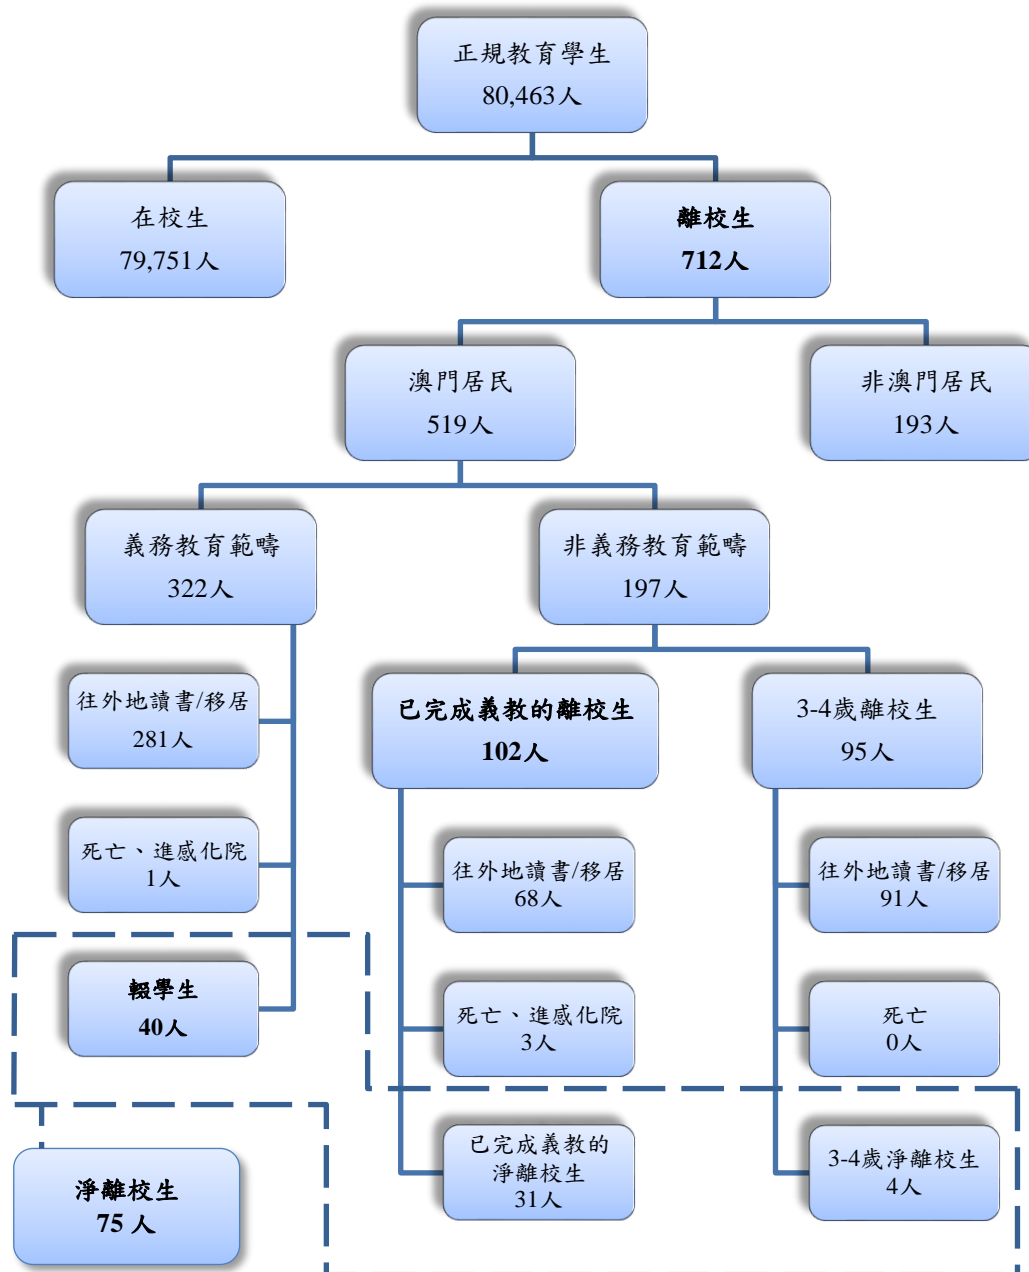 正規教育學生
80,463人
在校生
79,751人
離校生
712人
澳門居民
519人
非澳門居民
193人
義務教育範疇
322人
非義務教育範疇
197人
往外地讀書/移居
281人
死亡、進感化院
1人
輟學生
40人
已完成義教的離校生
102人
往外地讀書/移居
68人
死亡、進感化院
3人
已完成義教的
淨離校生
31人
3-4歲離校生
95人
往外地讀書/移居
91人
死亡
0人
3-4歲淨離校生
4人
淨離校生
75 人